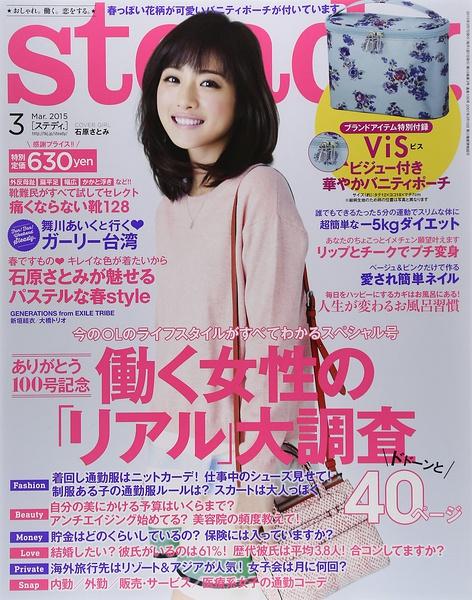 ★おしゃれ。働く。恋をする。★
春っぽい花柄が可愛いバニティポーチが付いています
steady.
3 Mar. 2015
[ステディ.]
http://tkj.jp/steady/
COVER GIRL
石原さとみ
感謝プライス!!
特別定価 630yen
外反母趾 扁平足 幅広 かかと浮き など!!
靴難民がすべて試してセレクト
痛くならない靴128
舞川あいくと行く♥
ガーリー台湾
春ですもの♥キレイな色が着たいから
石原さとみが魅せる
パステルな春style
GENERATIONS from EXILE TRIBE
新垣結衣/大橋トリオ
ブランドアイテム特別付録
ViS ビス
ビジュー付き
華やかバニティポーチ
誰でもできるたった5分の運動でスリムな体に
超簡単な-5kgダイエット
あなたのちょこっとイメチェン願望叶えます
リップとチークでプチ変身
ベージュ&ピンクだけで作る
愛され簡単ネイル
毎日をハッピーにするカギはお風呂にある!
人生が変わるお風呂習慣
今のOLのライフスタイルがすべてわかるスペシャル号
ありがとう
100号記念
働く女性の
「リアル」大調査
ドドーンと
40ページ
Fashion 着回し通勤服はニットカーデ! 仕事中のシューズ見せて!
制服ある子の通勤服ルールは? スカートは大人っぽく
Beauty 自分の美にかける予算はいくらまで?
アンチエイジング始めてる? 美容院の頻度教えて!
Money 貯金はどのくらいしているの? 保険には入っていますか?
Love 結婚したい? 彼氏がいるのは61%! 歴代彼氏は平均3.8人! 合コンしてますか?
Private 海外旅行先はリゾート&アジアが人気! 女子会は月に何回?
Snap 内勤/外勤/販売・サービス/医療系女子の通勤コーデ